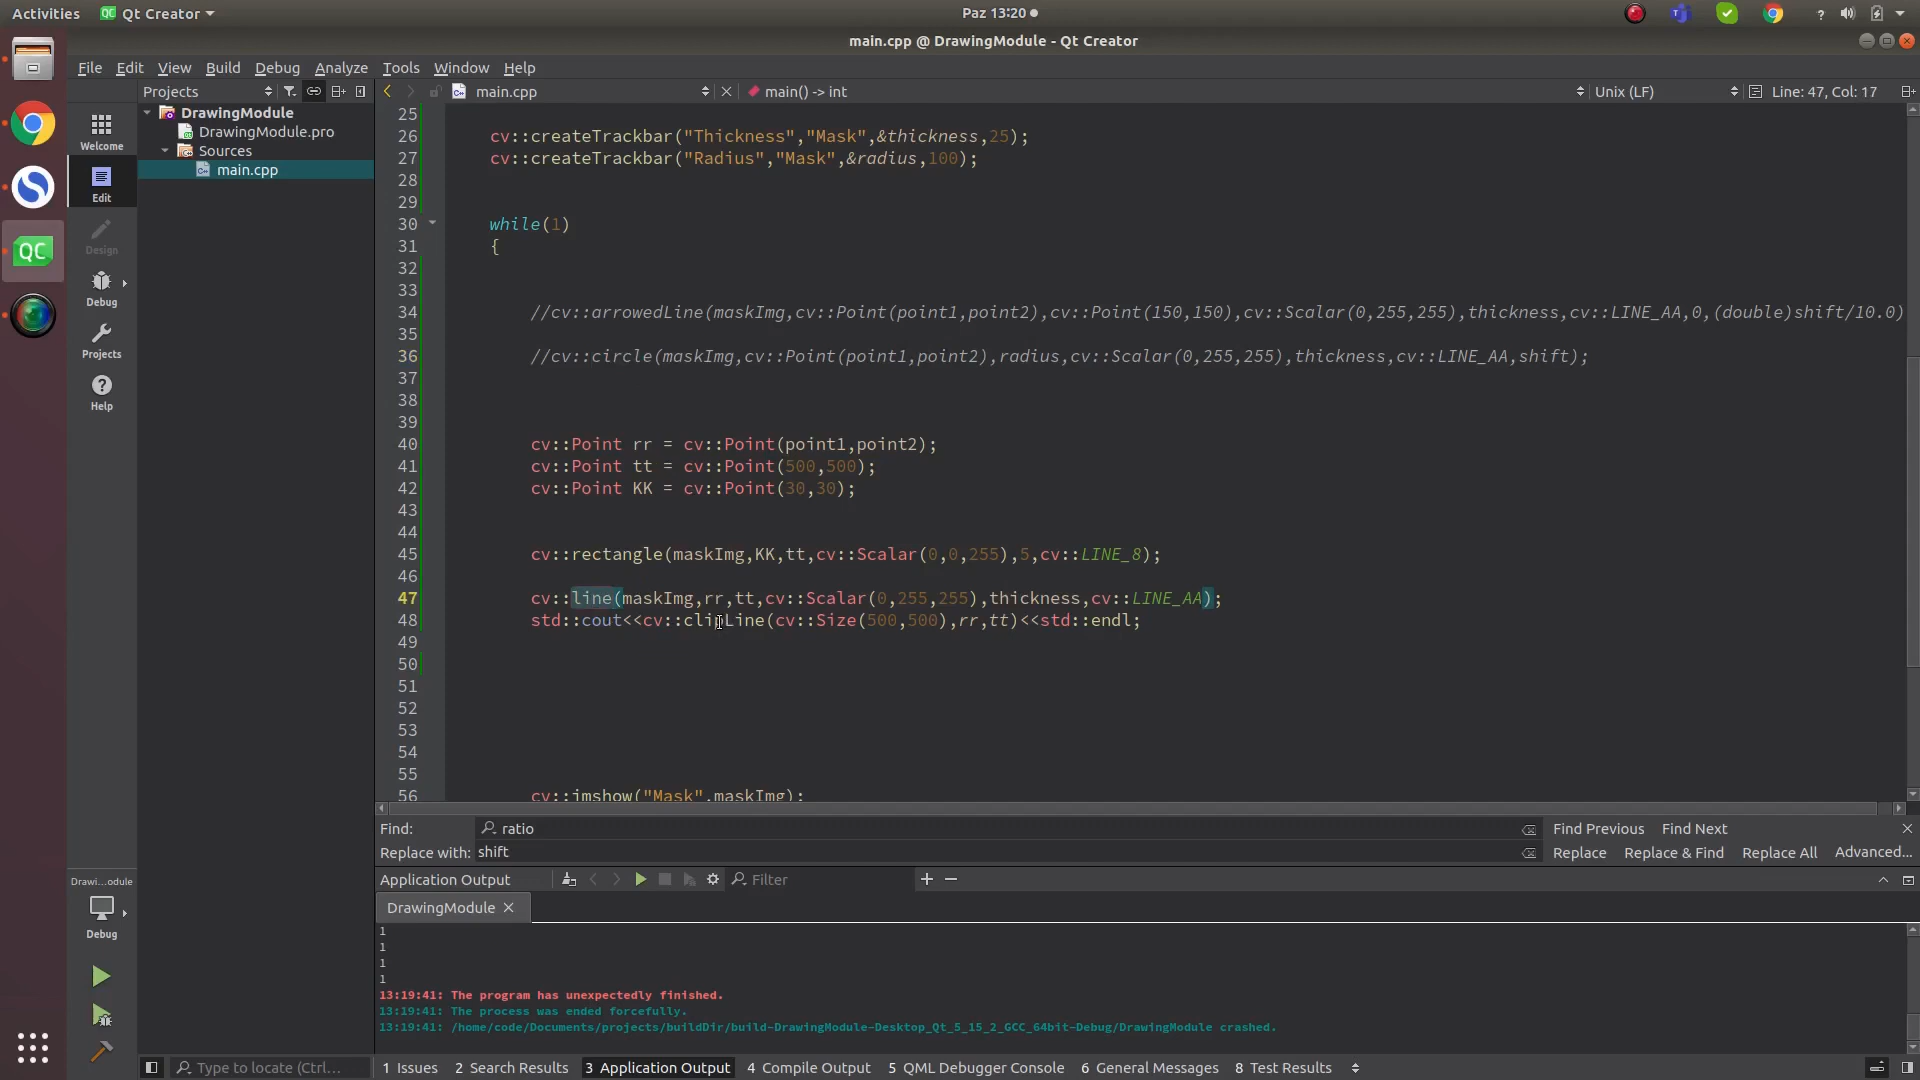 Activities
Qt Creator
Paz 13:20
?
main.cpp @ DrawingModule - Qt Creator
File Edit View Build Debug Analyze Tools Window Help
Projects
main.cpp
main() -> int
Unix (LF)
Line: 47, Col: 17
DrawingModule
DrawingModule.pro
Sources
main.cpp
Welcome
Edit
Design
Debug
Projects
Help
QC
25
26 cv::createTrackbar("Thickness","Mask",&thickness,25);
27 cv::createTrackbar("Radius","Mask",&radius,100);
28
29
30 while(1)
31 {
32
33
34 //cv::arrowedLine(maskImg,cv::Point(point1,point2),cv::Point(150,150),cv::Scalar(0,255,255),thickness,cv::LINE_AA,0,(double)shift/10.0)
35
36 //cv::circle(maskImg,cv::Point(point1,point2),radius,cv::Scalar(0,255,255),thickness,cv::LINE_AA,shift);
37
38
39
40 cv::Point rr = cv::Point(point1,point2);
41 cv::Point tt = cv::Point(500,500);
42 cv::Point KK = cv::Point(30,30);
43
44
45 cv::rectangle(maskImg,KK,tt,cv::Scalar(0,0,255),5,cv::LINE_8);
46
47 cv::line(maskImg,rr,tt,cv::Scalar(0,255,255),thickness,cv::LINE_AA);
48 std::cout<<cv::clipLine(cv::Size(500,500),rr,tt)<<std::endl;
49
50
51
52
53
54
55
56 cv::imshow("Mask",maskImg);
Find: ratio
Find Previous Find Next
Replace with: shift
Replace Replace & Find Replace All Advanced...
Application Output
Filter
DrawingModule
1
1
1
1
13:19:41: The program has unexpectedly finished.
13:19:41: The process was ended forcefully.
13:19:41: /home/code/Documents/projects/buildDir/build-DrawingModule-Desktop_Qt_5_15_2_GCC_64bit-Debug/DrawingModule crashed.
Drawi...odule
Debug
Type to locate (Ctrl...
1 Issues 2 Search Results 3 Application Output 4 Compile Output 5 QML Debugger Console 6 General Messages 8 Test Results